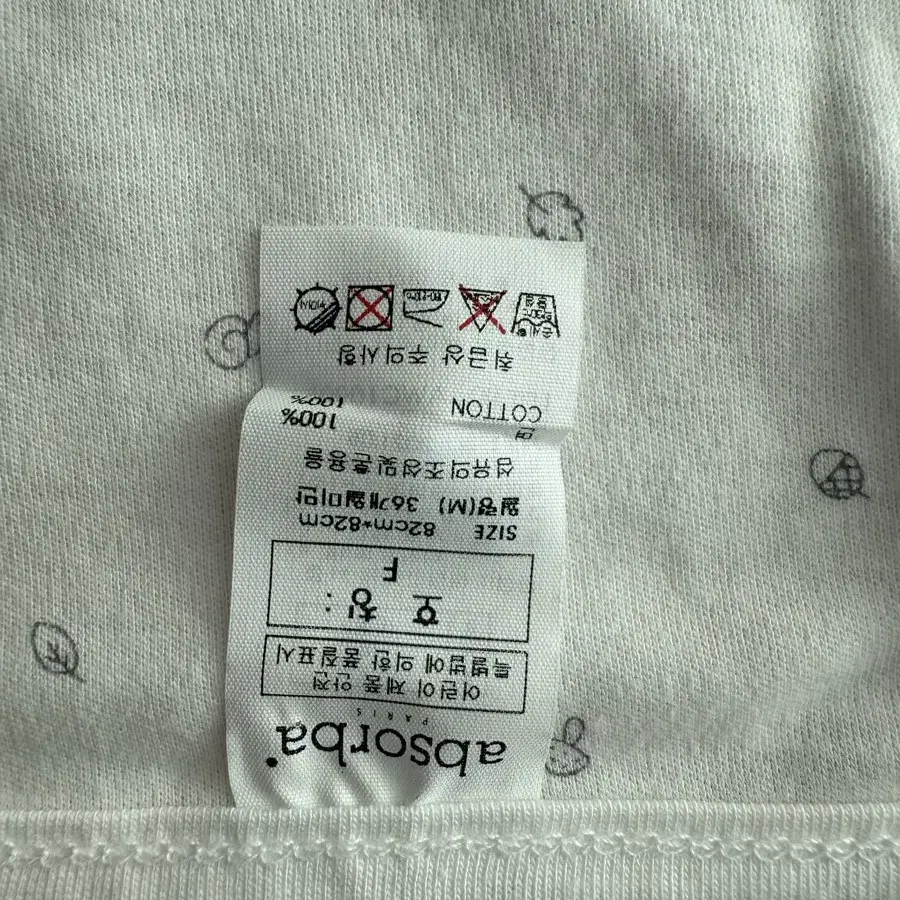 absorba
PARIS
어린이 제품 안전
특별법에 의한 품질표시
호 칭 :
F
SIZE 82cm*82cm
월령(M) 36개월미만
섬유의조성및혼용율
면 100%
COTTON 100%
취급상 주의사항